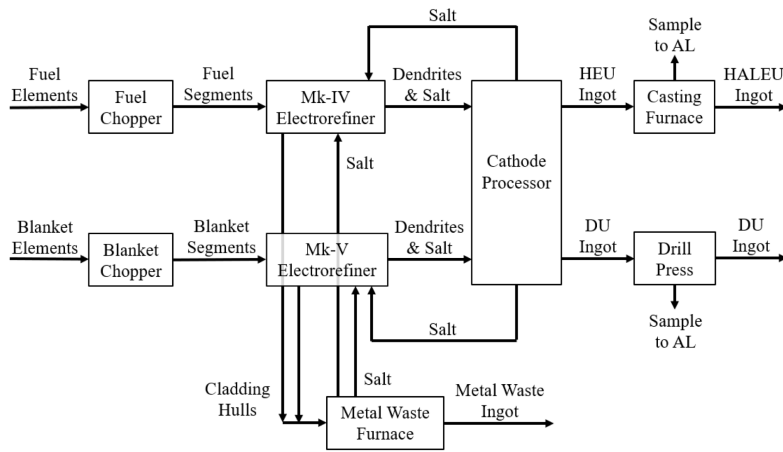 Salt
Sample
to AL
Fuel
Elements
Fuel
Chopper
Fuel
Segments
Mk-IV
Electrorefiner
Dendrites
& Salt
HEU
Ingot
Casting
Furnace
HALEU
Ingot
Salt
Cathode
Processor
Blanket
Elements
Blanket
Chopper
Blanket
Segments
Mk-V
Electrorefiner
Dendrites
& Salt
DU
Ingot
Drill
Press
DU
Ingot
Salt
Sample
to AL
Cladding
Hulls
Salt
Metal Waste
Furnace
Metal Waste
Ingot